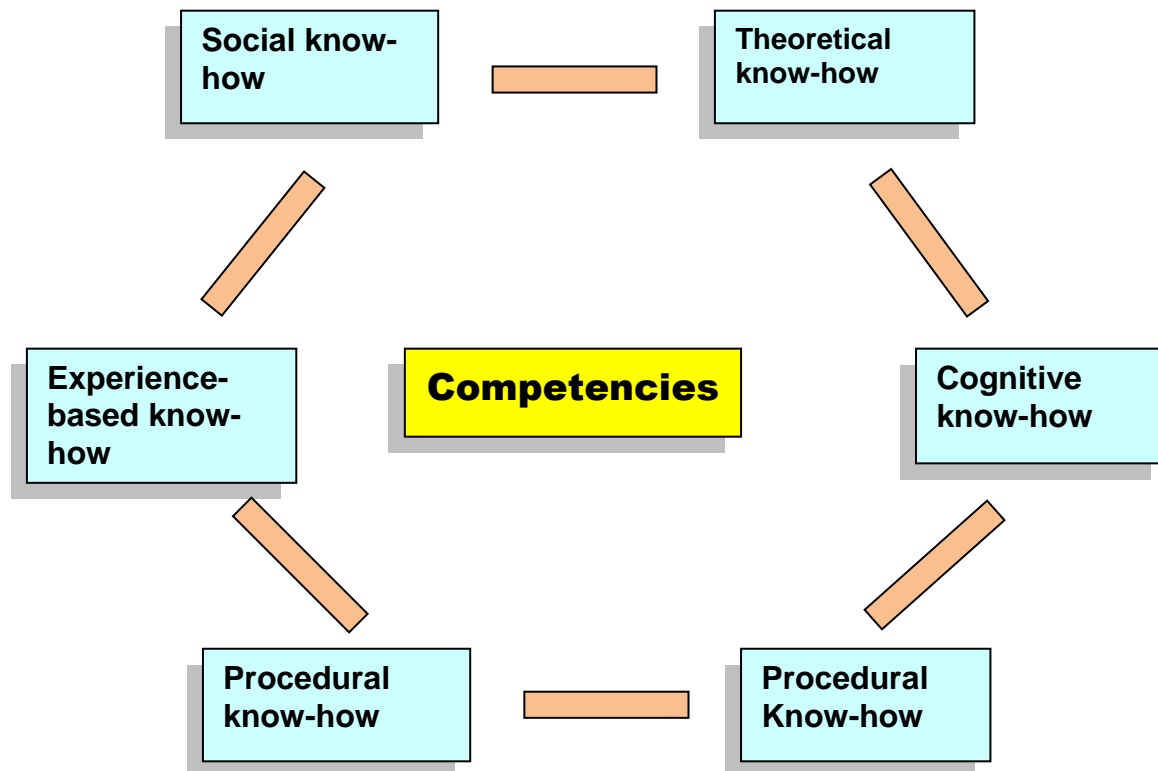 Social know-
how
Theoretical
know-how
Experience-
based know-
how
Competencies
Cognitive
know-how
Procedural
know-how
Procedural
Know-how